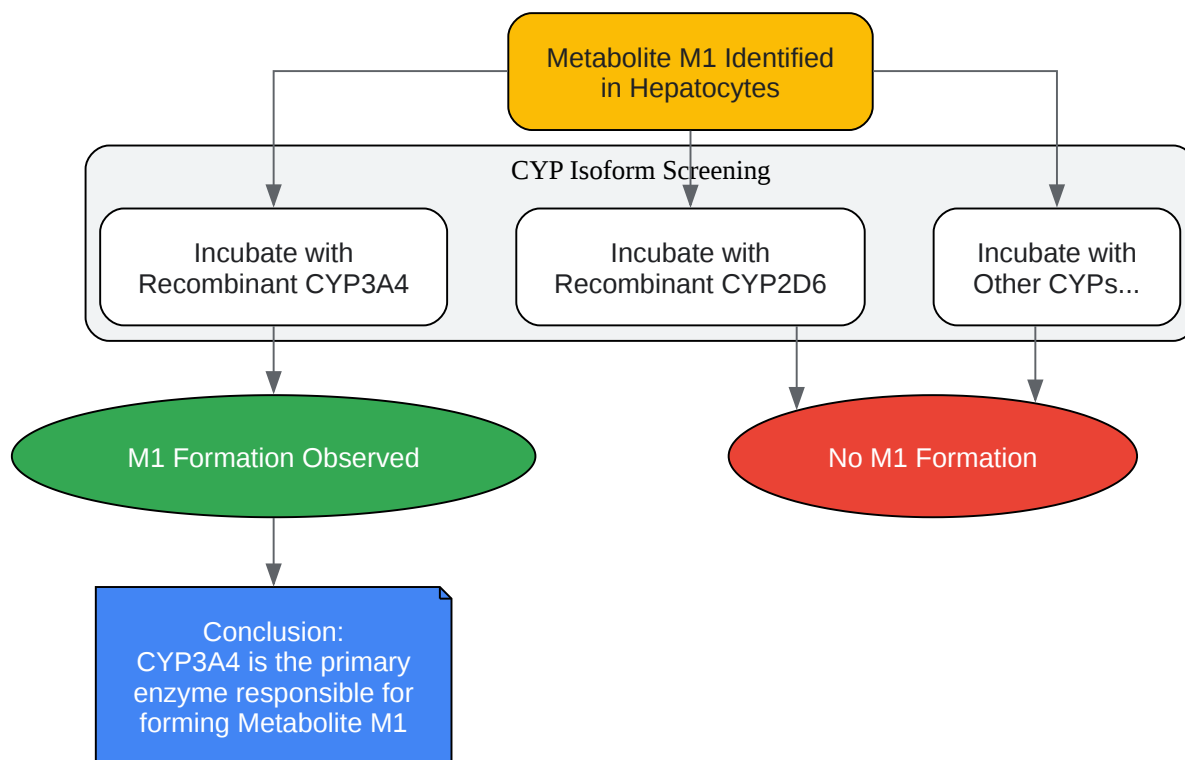 Metabolite M1 Identified
in Hepatocytes
CYP Isoform Screening
Incubate with
Recombinant CYP3A4
Incubate with
Recombinant CYP2D6
Incubate with
Other CYPs...
M1 Formation Observed
No M1 Formation
Conclusion:
CYP3A4 is the primary
enzyme responsible for
forming Metabolite M1